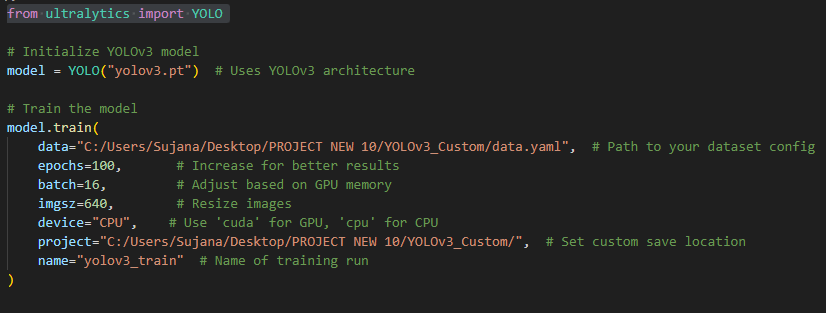 from ultralytics import YOLO
# Initialize YOLOv3 model
model = YOLO("yolov3.pt")  # Uses YOLOv3 architecture
# Train the model
model.train(
    data="C:/Users/Sujana/Desktop/PROJECT NEW 10/YOLOv3_Custom/data.yaml",  # Path to your dataset config
    epochs=100,       # Increase for better results
    batch=16,         # Adjust based on GPU memory
    imgsz=640,        # Resize images
    device="CPU",    # Use 'cuda' for GPU, 'cpu' for CPU
    project="C:/Users/Sujana/Desktop/PROJECT NEW 10/YOLOv3_Custom/",  # Set custom save location
    name="yolov3_train"  # Name of training run
)